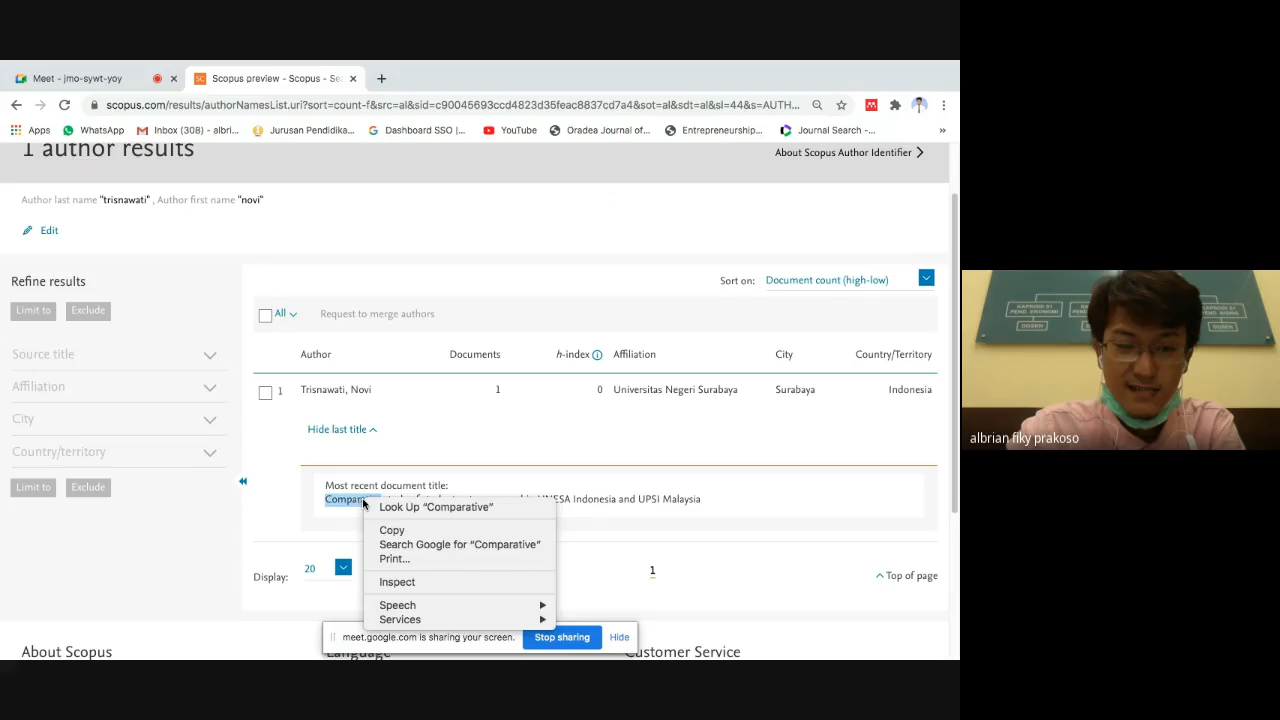 Meet - jmo-sywt-yoy
Scopus preview - Scopus - Se
scopus.com/results/authorNamesList.uri?sort=count-f&src=al&sid=c90045693ccd4823d35feac8837cd7a4&sot=al&sdt=al&sl=44&s=AUTH...
Apps WhatsApp Inbox (308) - albri... Jurusan Pendidika... Dashboard SSO |... YouTube Oradea Journal of... Entrepreneurship... Journal Search -... »
1 author results
About Scopus Author Identifier
Author last name "trisnawati" , Author first name "novi"
Edit
Refine results
Sort on: Document count (high-low)
Limit to Exclude
All Request to merge authors
Source title
Author Documents h-index Affiliation City Country/Territory
Affiliation
1 Trisnawati, Novi 1 0 Universitas Negeri Surabaya Surabaya Indonesia
City
Hide last title
Country/territory
Limit to Exclude
Most recent document title:
Indonesia and UPSI Malaysia
Look Up “Comparative”
Copy
Search Google for “Comparative”
Print...
Inspect
Speech
Services
Display: 20
1
Top of page
meet.google.com is sharing your screen. Stop sharing Hide
About Scopus
Language
Customer Service
KAPRODI S1
PEND. EKONOMI
DOSEN
DOSEN
albrian fiky prakoso